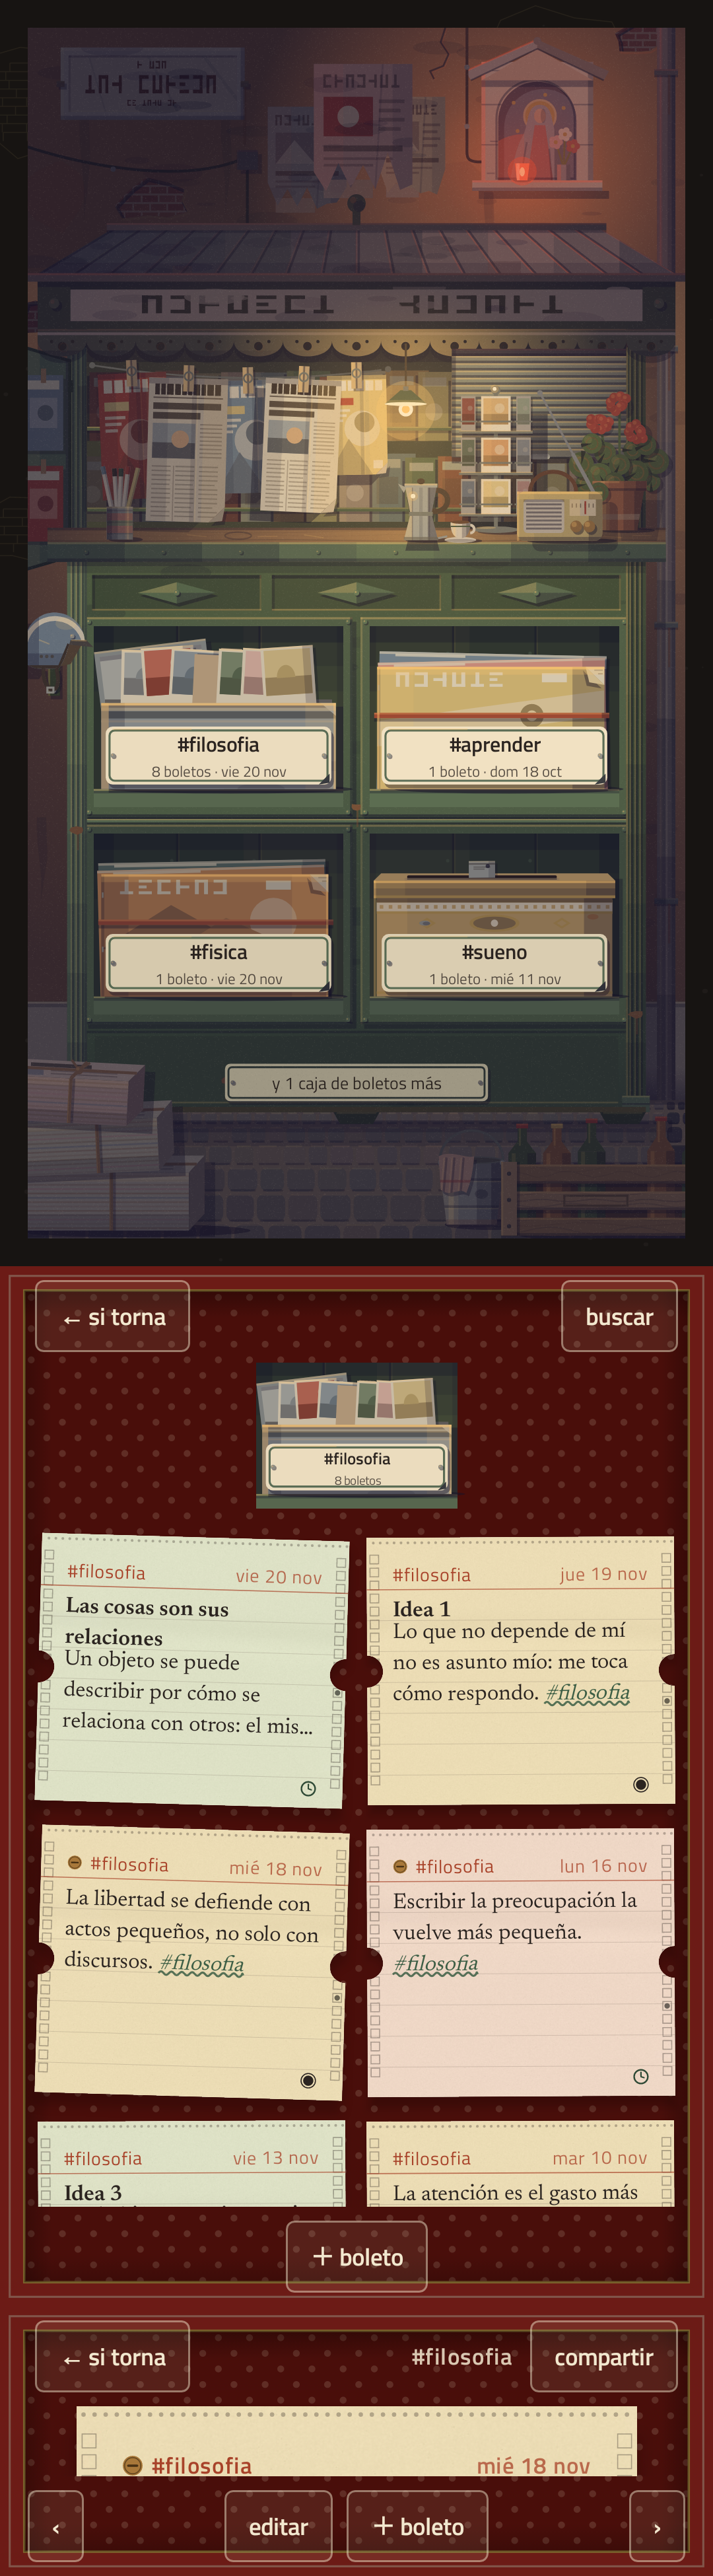 #filosofia
8 boletos · vie 20 nov
#aprender
1 boleto · dom 18 oct
#fisica
1 boleto · vie 20 nov
#sueno
1 boleto · mié 11 nov
y 1 caja de boletos más
← si torna
buscar
#filosofia
8 boletos
#filosofia vie 20 nov
Las cosas son sus
relaciones
Un objeto se puede
describir por cómo se
relaciona con otros: el mis...
#filosofia jue 19 nov
Idea 1
Lo que no depende de mí
no es asunto mío: me toca
cómo respondo. #filosofia
#filosofia mié 18 nov
La libertad se defiende con
actos pequeños, no solo con
discursos. #filosofia
#filosofia lun 16 nov
Escribir la preocupación la
vuelve más pequeña.
#filosofia
#filosofia vie 13 nov
Idea 3
#filosofia mar 10 nov
La atención es el gasto más
+ boleto
← si torna
#filosofia
compartir
#filosofia mié 18 nov
‹
editar
+ boleto
›